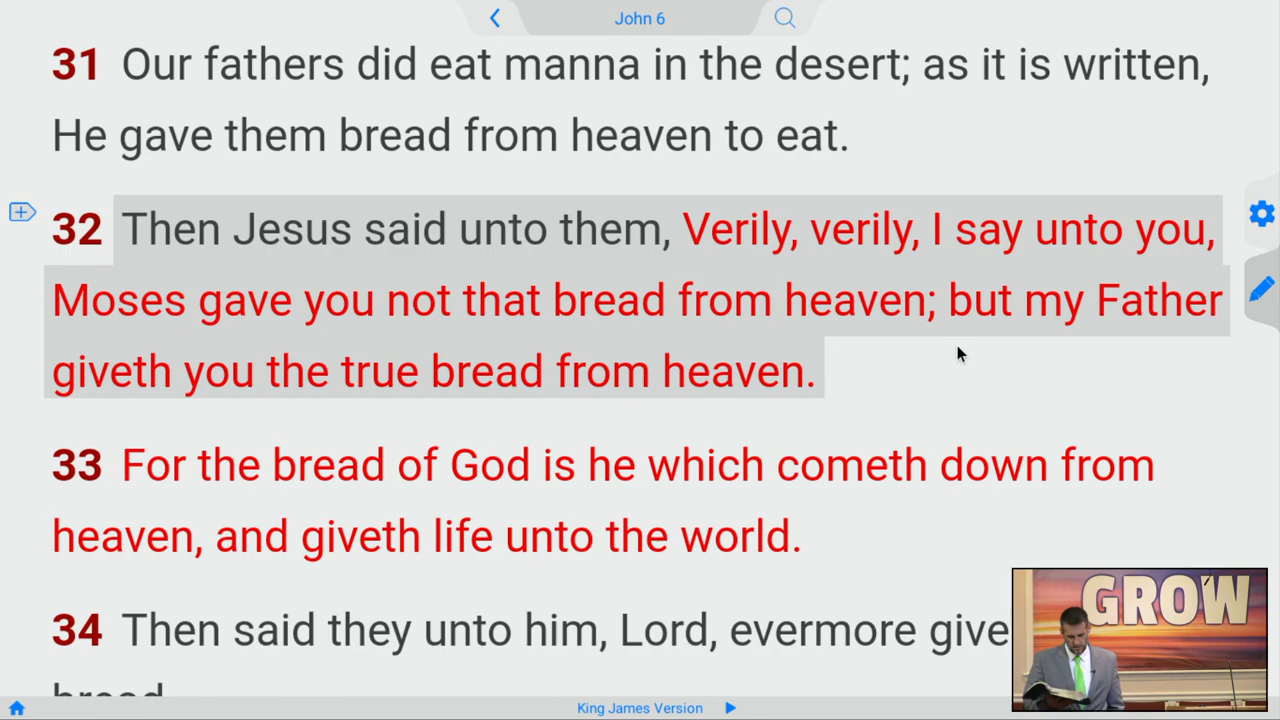 John 6
31 Our fathers did eat manna in the desert; as it is written,
He gave them bread from heaven to eat.
32 Then Jesus said unto them, Verily, verily, I say unto you,
Moses gave you not that bread from heaven; but my Father
giveth you the true bread from heaven.
33 For the bread of God is he which cometh down from
heaven, and giveth life unto the world.
34 Then said they unto him, Lord, evermore give
bread
GROW
King James Version